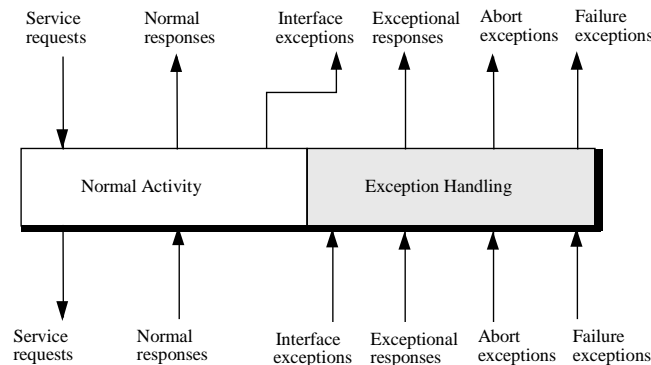 Service
requests
Normal
responses
Interface
exceptions
Exceptional
responses
Abort
exceptions
Failure
exceptions
Normal Activity
Exception Handling
Service
requests
Normal
responses
Interface
exceptions
Exceptional
responses
Abort
exceptions
Failure
exceptions